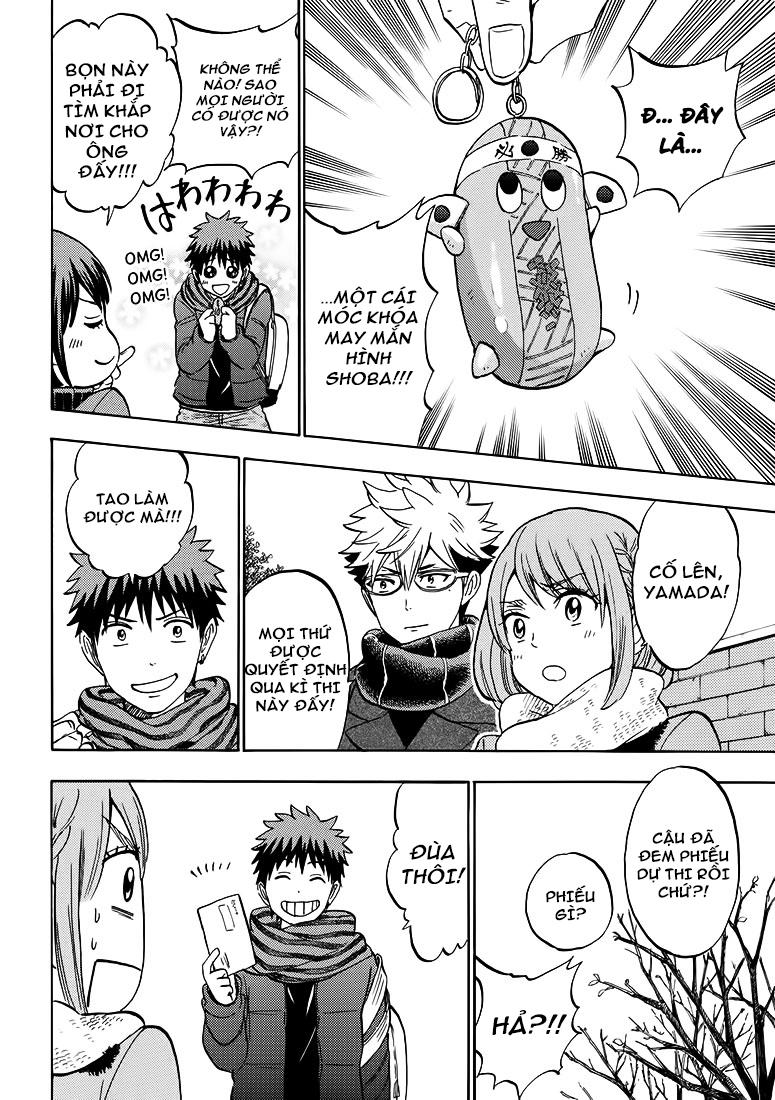 Đ... ĐÂY
LÀ...
必勝
...MỘT CÁI
MÓC KHÓA
MAY MẮN
HÌNH
SHOBA!!!
KHÔNG THỂ
NÀO! SAO
MỌI NGƯỜI
CÓ ĐƯỢC NÓ
VẬY?!
BỌN NÀY
PHẢI ĐI
TÌM KHẮP
NƠI CHO
ÔNG
ĐẤY!!!
はわわわわ
OMG!
OMG!
OMG!
CỐ LÊN,
YAMADA!
MỌI THỨ
ĐƯỢC
QUYẾT ĐỊNH
QUA KÌ THI
NÀY ĐẤY!
TAO LÀM
ĐƯỢC MÀ!!!
CẬU ĐÃ
ĐEM PHIẾU
DỰ THI RỒI
CHỨ?!
PHIẾU
GÌ?
HẢ?!!
ĐÙA
THÔI!